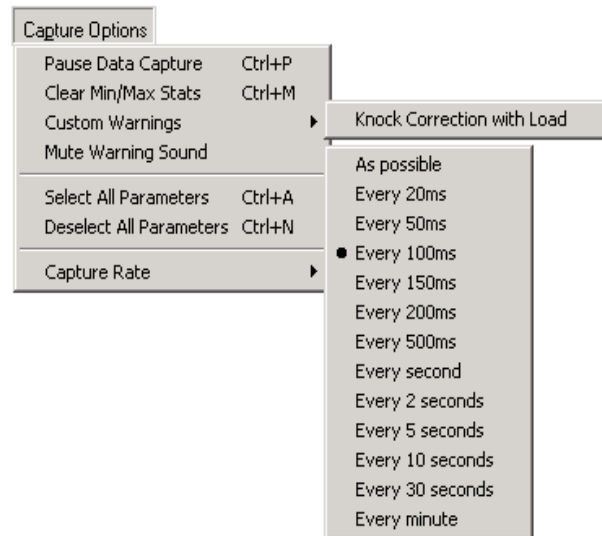 Capture Options
Pause Data Capture Ctrl+P
Clear Min/Max Stats Ctrl+M
Custom Warnings
Mute Warning Sound
Select All Parameters Ctrl+A
Deselect All Parameters Ctrl+N
Capture Rate
Knock Correction with Load
As possible
Every 20ms
Every 50ms
Every 100ms
Every 150ms
Every 200ms
Every 500ms
Every second
Every 2 seconds
Every 5 seconds
Every 10 seconds
Every 30 seconds
Every minute